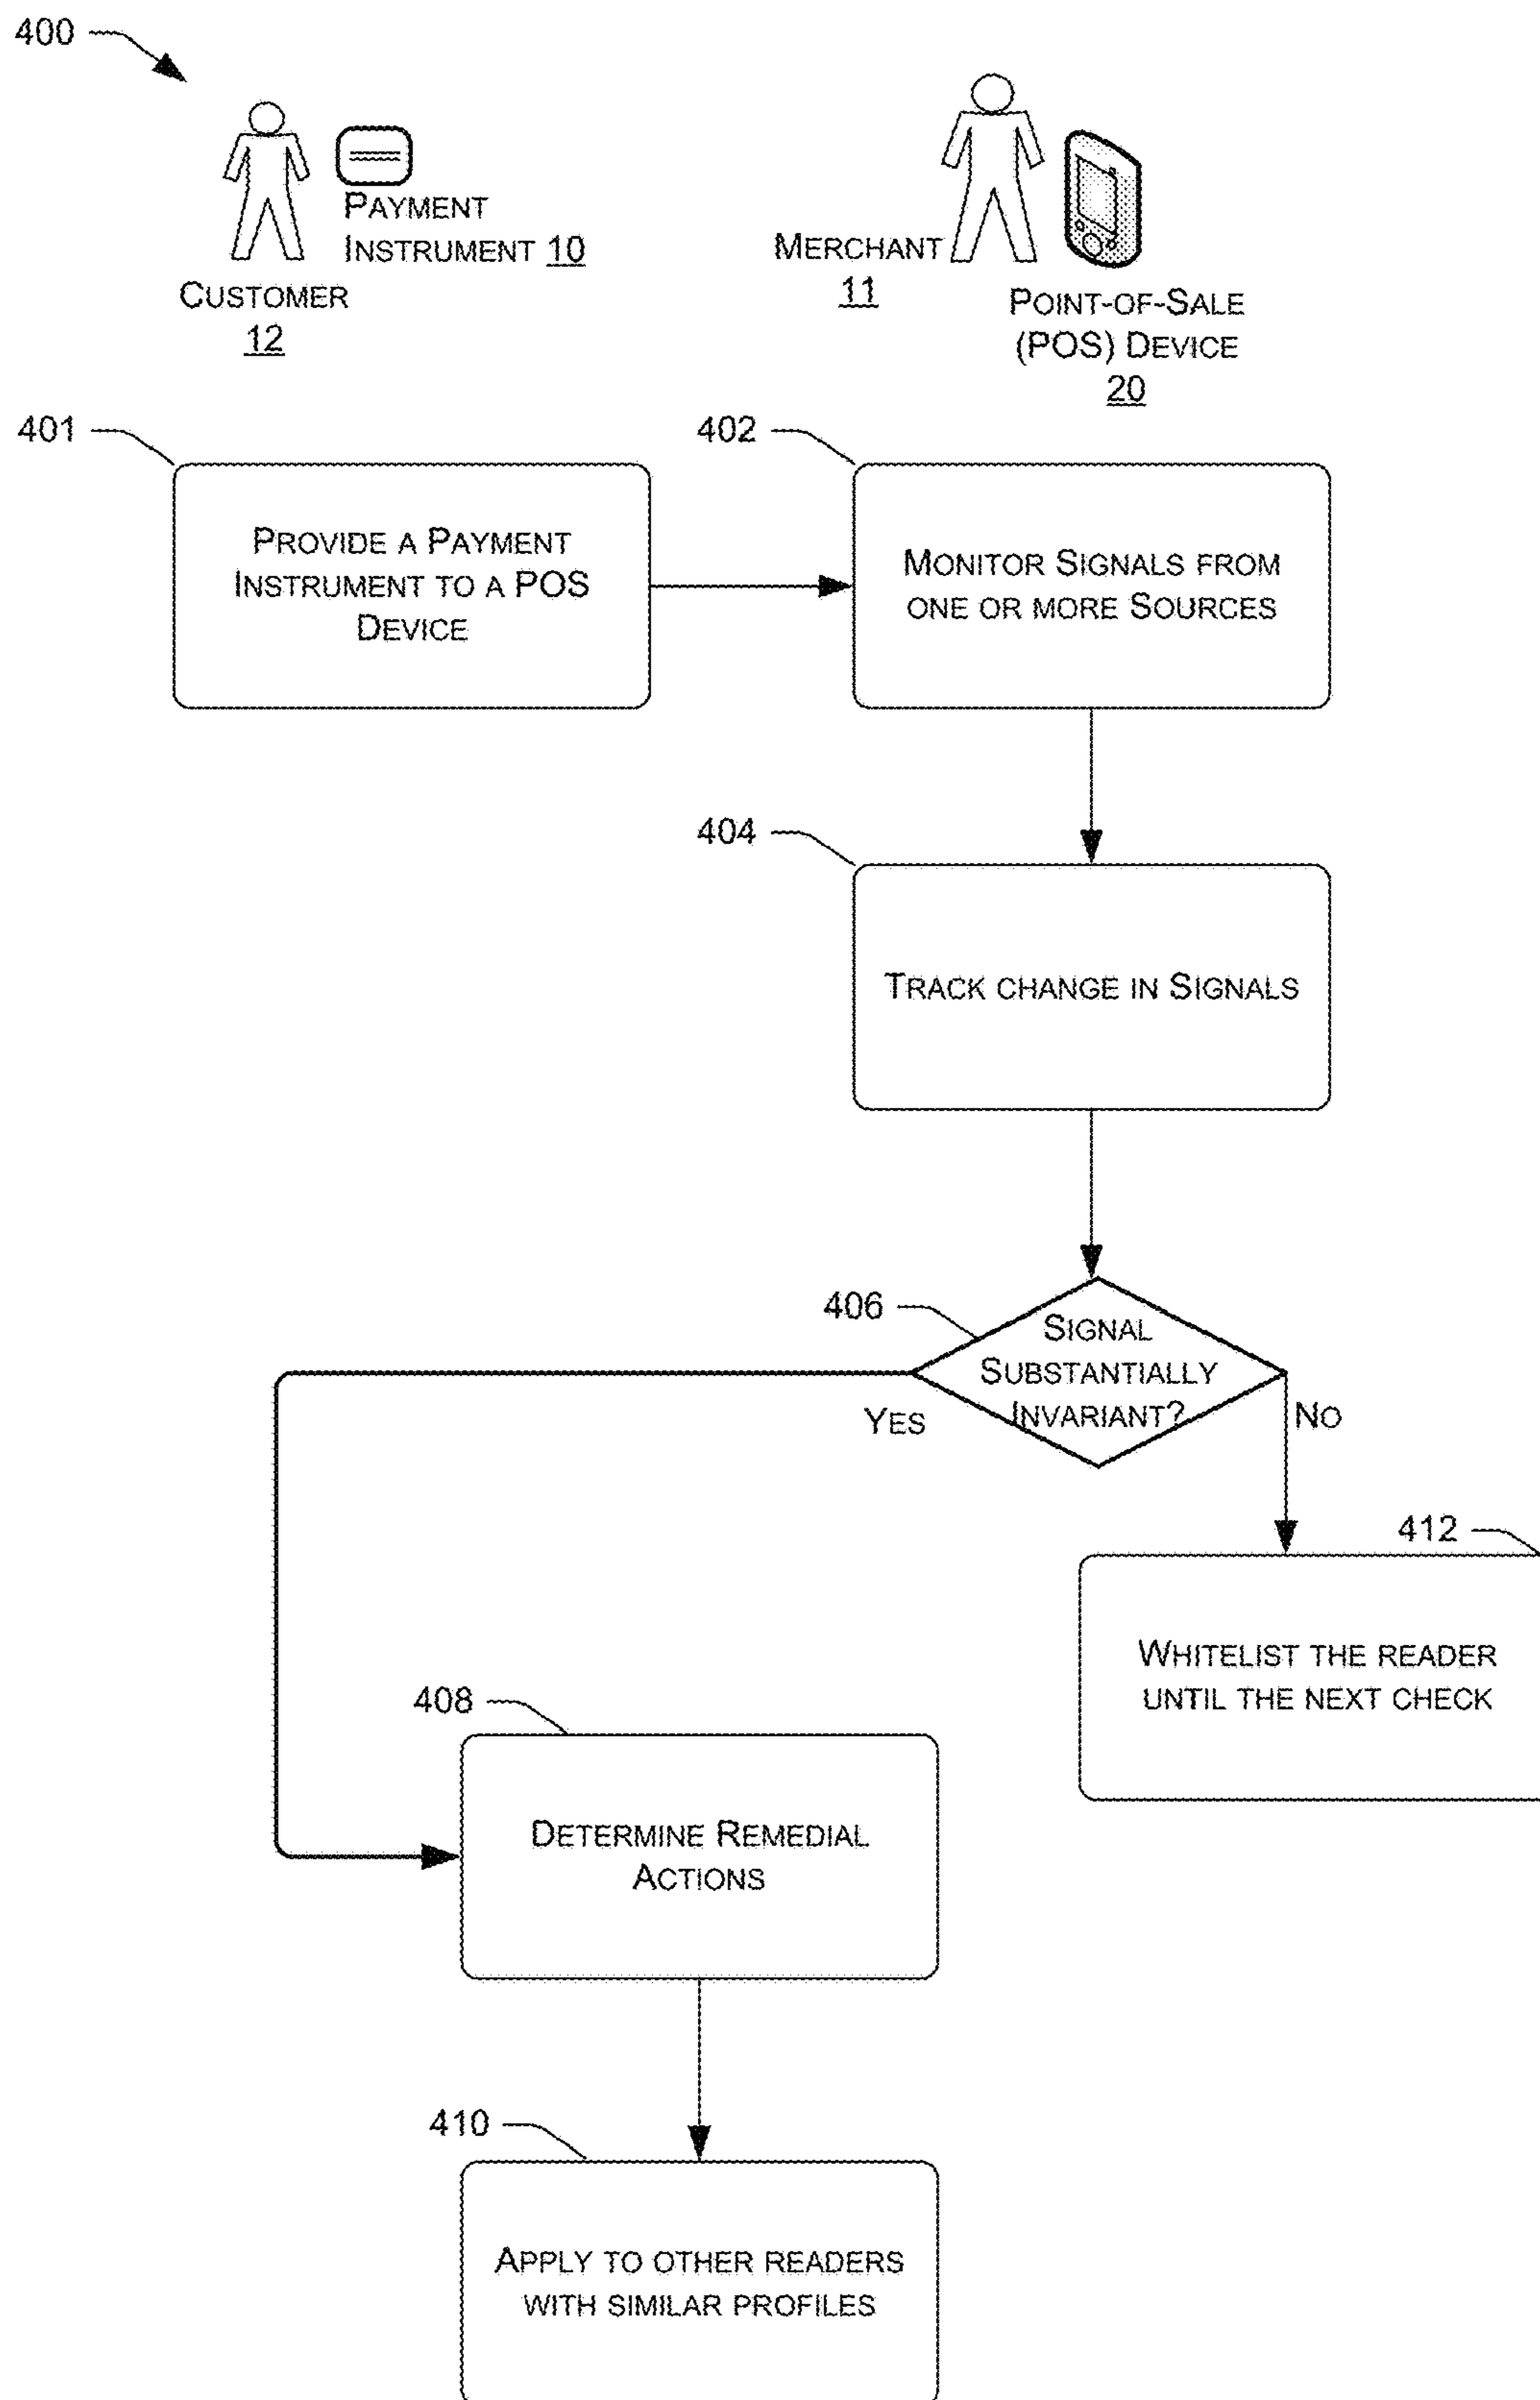 400
PAYMENT
INSTRUMENT 10
CUSTOMER
12
MERCHANT
11
POINT-OF-SALE
(POS) DEVICE
20
401
PROVIDE A PAYMENT
INSTRUMENT TO A POS
DEVICE
402
MONITOR SIGNALS FROM
ONE OR MORE SOURCES
404
TRACK CHANGE IN SIGNALS
406
SIGNAL
SUBSTANTIALLY
INVARIANT?
YES
NO
412
WHITELIST THE READER
UNTIL THE NEXT CHECK
408
DETERMINE REMEDIAL
ACTIONS
410
APPLY TO OTHER READERS
WITH SIMILAR PROFILES